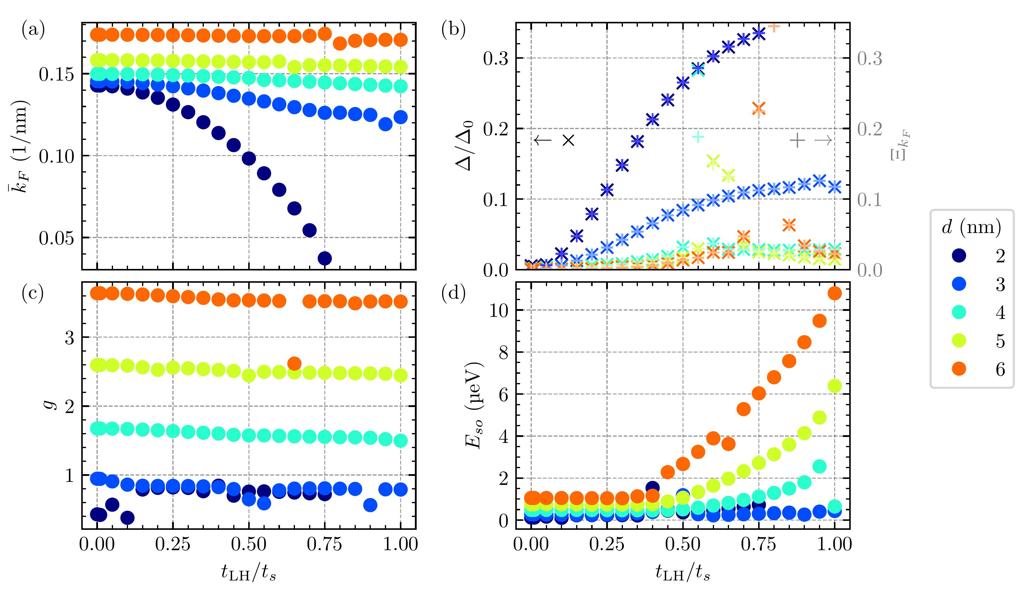 (a)
0.15
0.10
0.05
k̄_F (1/nm)
(b)
0.3
0.2
0.1
0.0
Δ/Δ₀
← ×
+ →
0.3
0.2
0.1
0.0
Ξ_{k_F}
(c)
3
2
1
g
0.00 0.25 0.50 0.75 1.00
t_LH/t_s
(d)
10
8
6
4
2
0
E_so (µeV)
0.00 0.25 0.50 0.75 1.00
t_LH/t_s
d (nm)
2
3
4
5
6